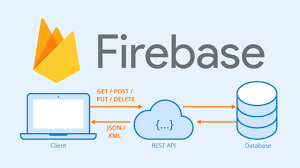 Firebase
GET / POST /
PUT / DELETE
JSON /
XML
{...}
Client
REST API
Database